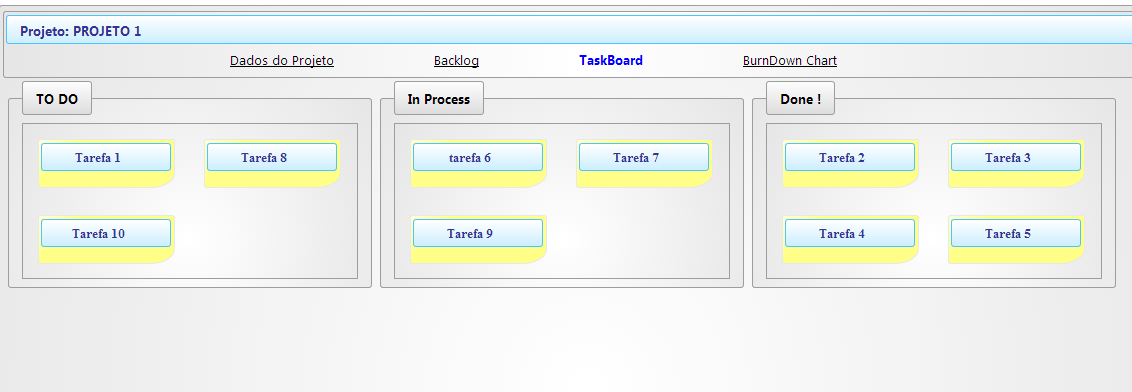 Projeto: PROJETO 1
Dados do Projeto Backlog TaskBoard BurnDown Chart
TO DO
Tarefa 1 Tarefa 8
Tarefa 10
In Process
tarefa 6 Tarefa 7
Tarefa 9
Done !
Tarefa 2 Tarefa 3
Tarefa 4 Tarefa 5